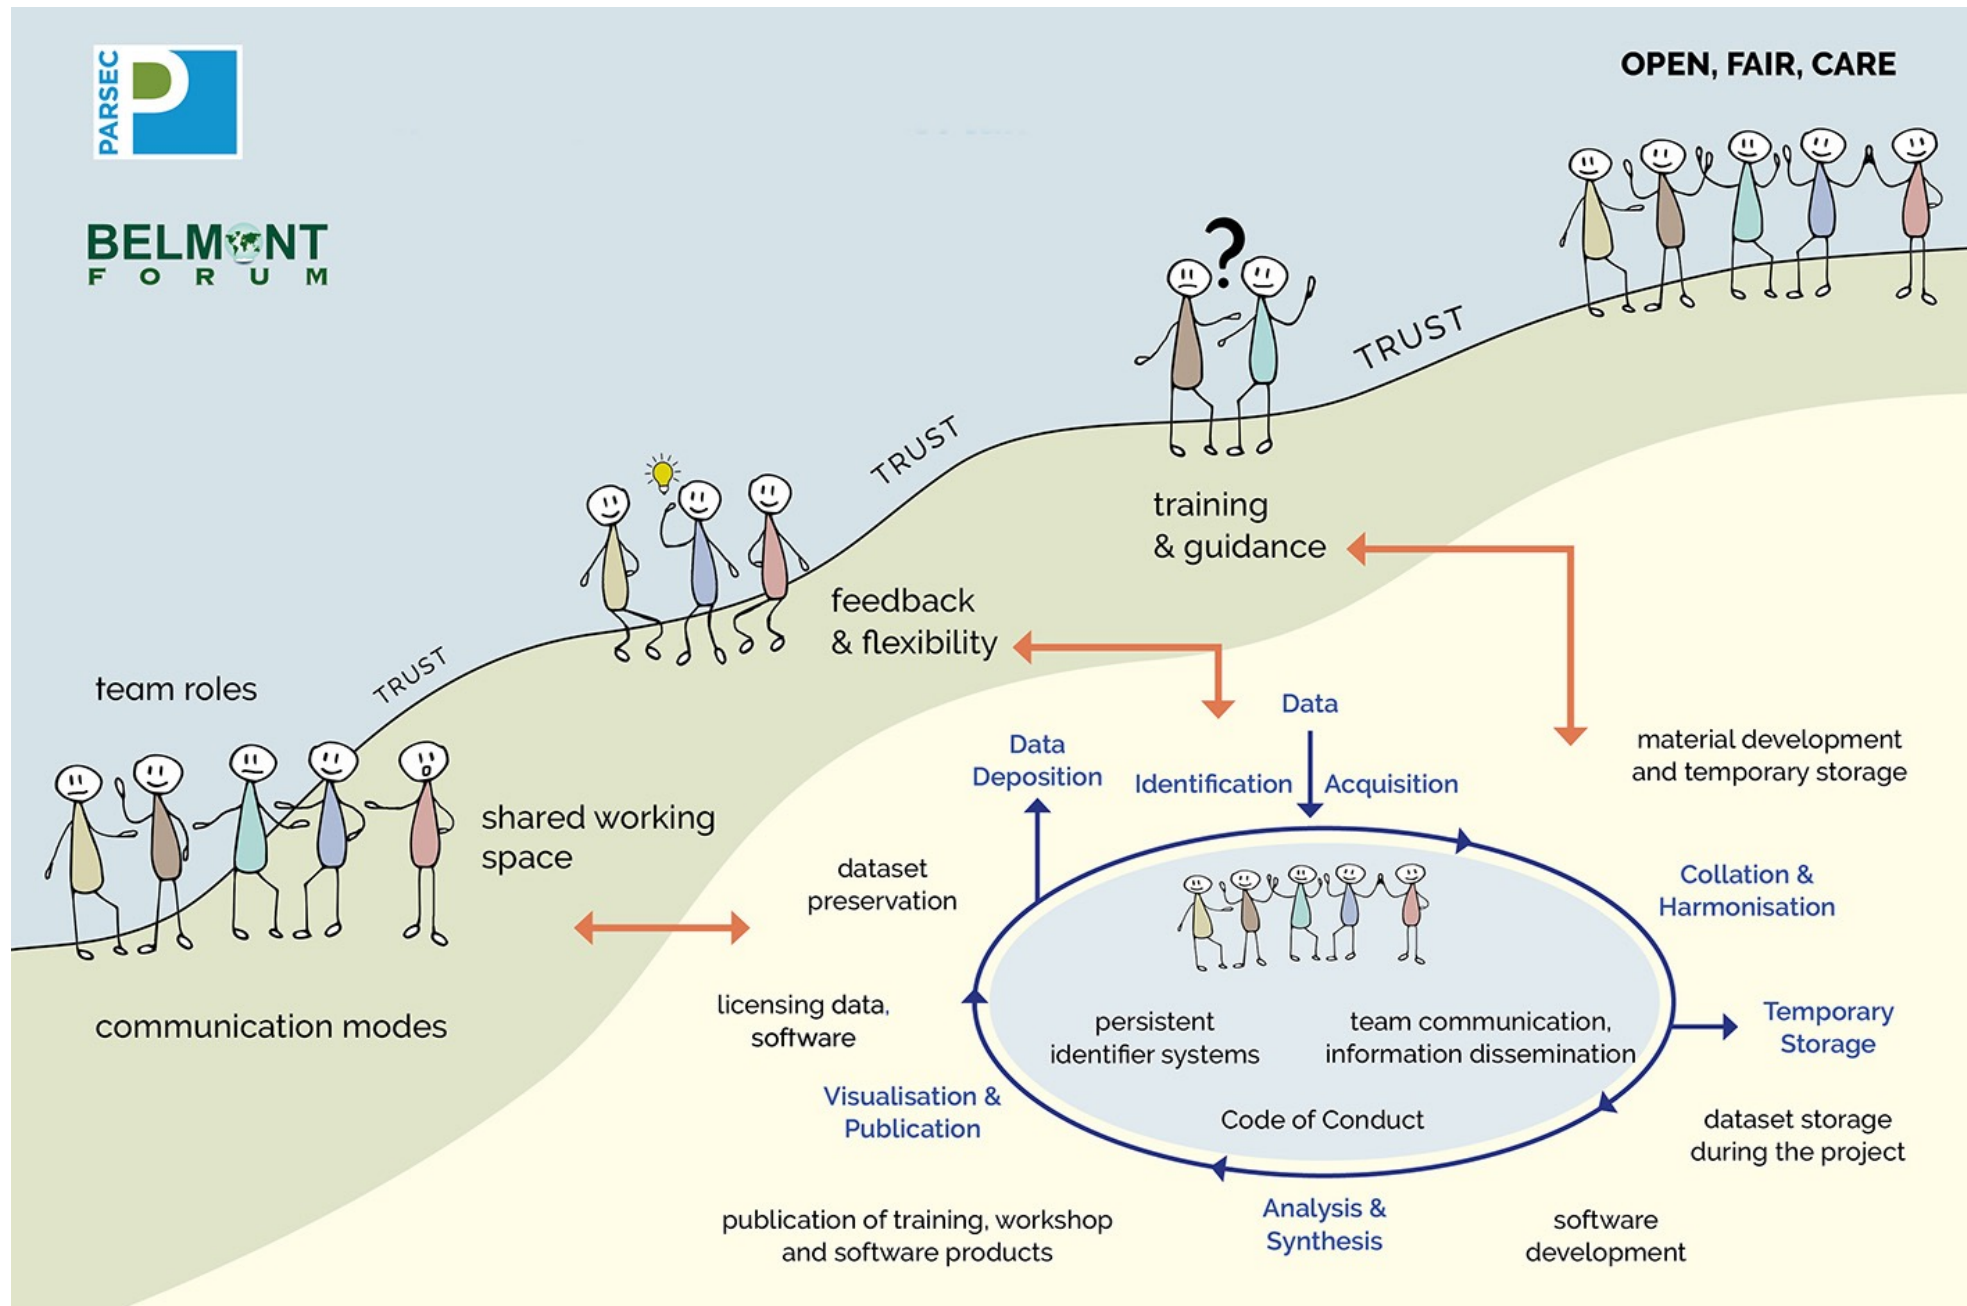 PARSEC
BELMONT
FORUM
OPEN, FAIR, CARE
?
TRUST
TRUST
training
& guidance
feedback
& flexibility
TRUST
team roles
shared working
space
communication modes
Data
Identification
Acquisition
Data
Deposition
material development
and temporary storage
dataset
preservation
Collation &
Harmonisation
licensing data,
software
persistent
identifier systems
team communication,
information dissemination
Temporary
Storage
Code of Conduct
Visualisation &
Publication
dataset storage
during the project
Analysis &
Synthesis
publication of training, workshop
and software products
software
development